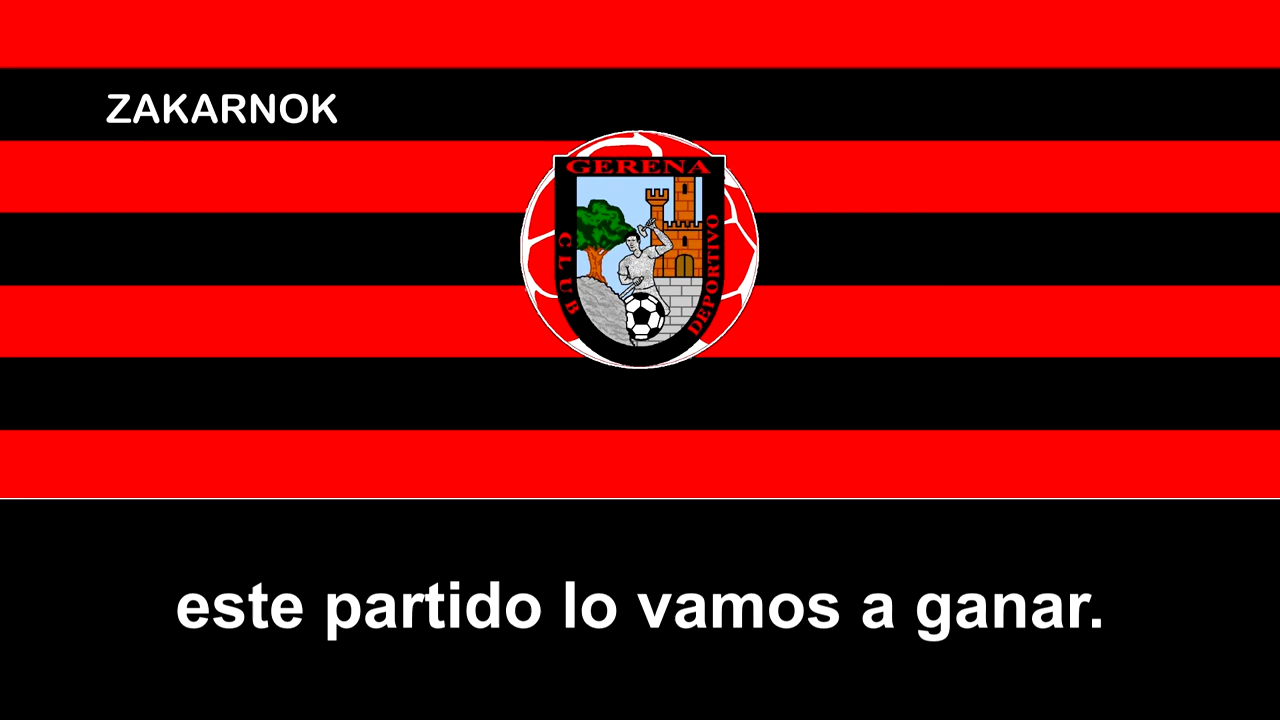 ZAKARNOK
GERENA
CLUB
DEPORTIVO
este partido lo vamos a ganar.